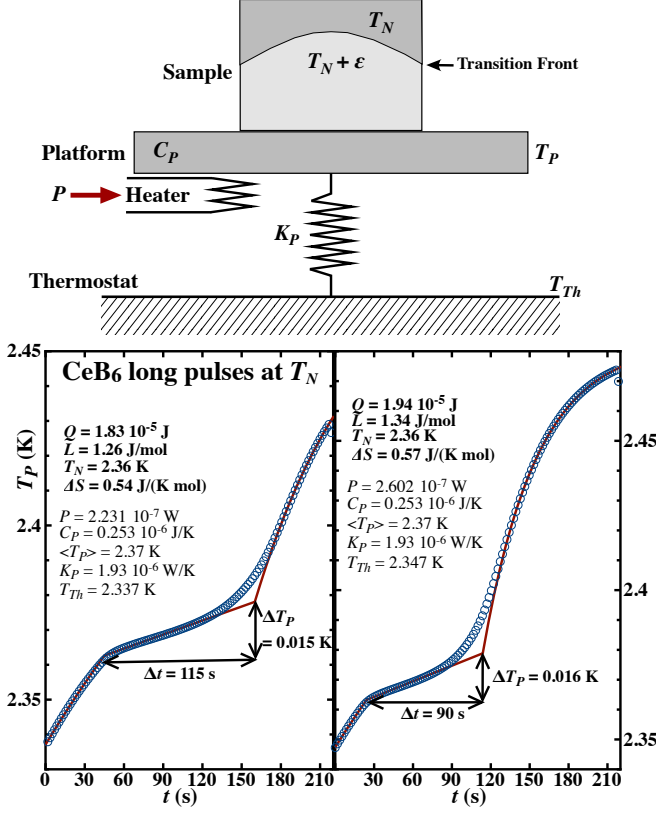 T_N
T_N + ε
Sample
Transition Front
Platform
C_P
T_P
P
Heater
K_P
Thermostat
T_Th
CeB6 long pulses at T_N
Q = 1.83 10^-5 J
L = 1.26 J/mol
T_N = 2.36 K
ΔS = 0.54 J/(K mol)
P = 2.231 10^-7 W
C_P = 0.253 10^-6 J/K
<T_P> = 2.37 K
K_P = 1.93 10^-6 W/K
T_Th = 2.337 K
ΔT_P
= 0.015 K
Δt = 115 s
2.45
2.40
2.35
T_P (K)
0 30 60 90 120 150 180 210
t (s)
Q = 1.94 10^-5 J
L = 1.34 J/mol
T_N = 2.36 K
ΔS = 0.57 J/(K mol)
P = 2.602 10^-7 W
C_P = 0.253 10^-6 J/K
<T_P> = 2.37 K
K_P = 1.93 10^-6 W/K
T_Th = 2.347 K
ΔT_P = 0.016 K
Δt = 90 s
2.45
2.40
2.35
30 60 90 120 150 180 210
t (s)